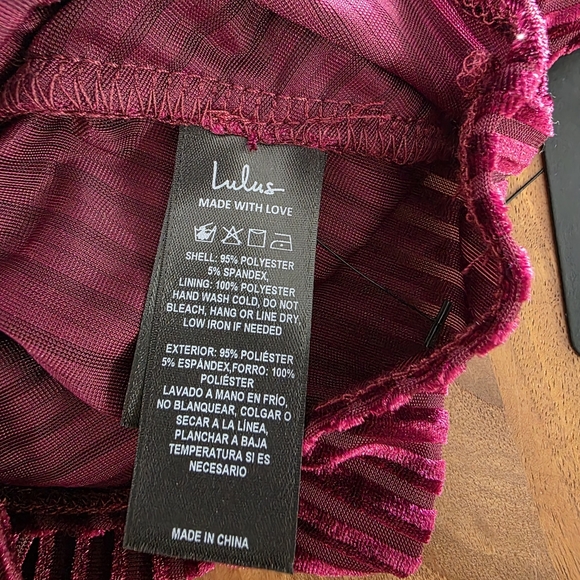 Lulus
MADE WITH LOVE
SHELL: 95% POLYESTER
5% SPANDEX,
LINING: 100% POLYESTER
HAND WASH COLD, DO NOT
BLEACH, HANG OR LINE DRY,
LOW IRON IF NEEDED
EXTERIOR: 95% POLIÉSTER
5% ESPÁNDEX,FORRO: 100%
POLIÉSTER
LAVADO A MANO EN FRÍO,
NO BLANQUEAR, COLGAR O
SECAR A LA LÍNEA,
PLANCHAR A BAJA
TEMPERATURA SI ES
NECESARIO
MADE IN CHINA